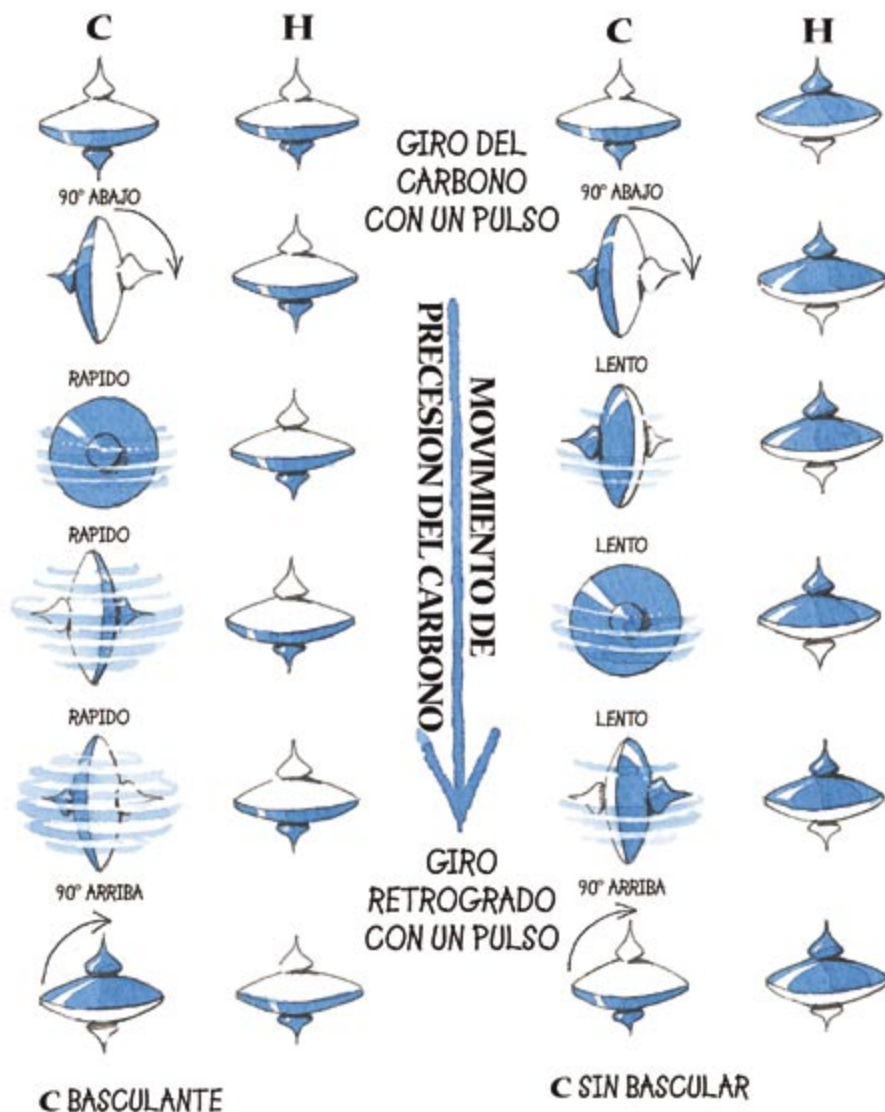 C
H
C
H
GIRO DEL
CARBONO
CON UN PULSO
90° ABAJO
90° ABAJO
RAPIDO
LENTO
PRECESION DEL CARBONO
MOVIMIENTO DE
RAPIDO
LENTO
RAPIDO
LENTO
GIRO
RETROGRADO
CON UN PULSO
90° ARRIBA
90° ARRIBA
C BASCULANTE
C SIN BASCULAR